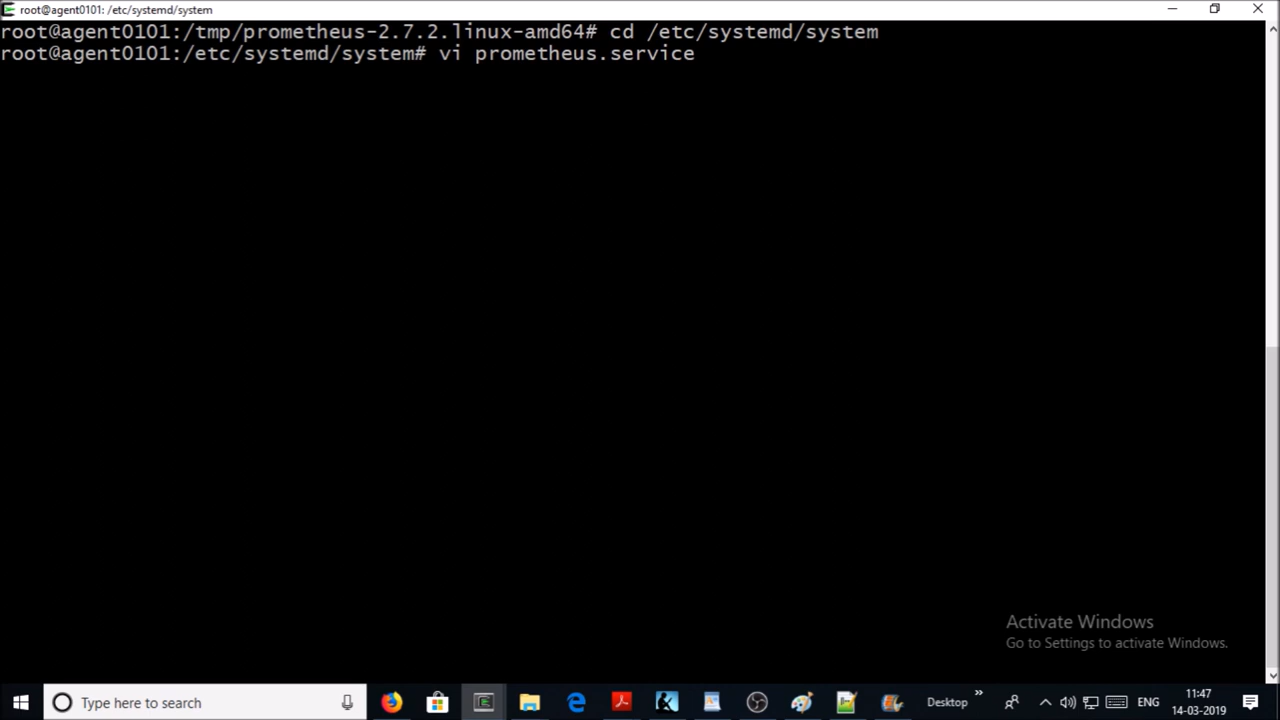 root@agent0101: /etc/systemd/system
root@agent0101:/tmp/prometheus-2.7.2.linux-amd64# cd /etc/systemd/system
root@agent0101:/etc/systemd/system# vi prometheus.service
Activate Windows
Go to Settings to activate Windows.
Type here to search
Desktop
ENG
11:47
14-03-2019